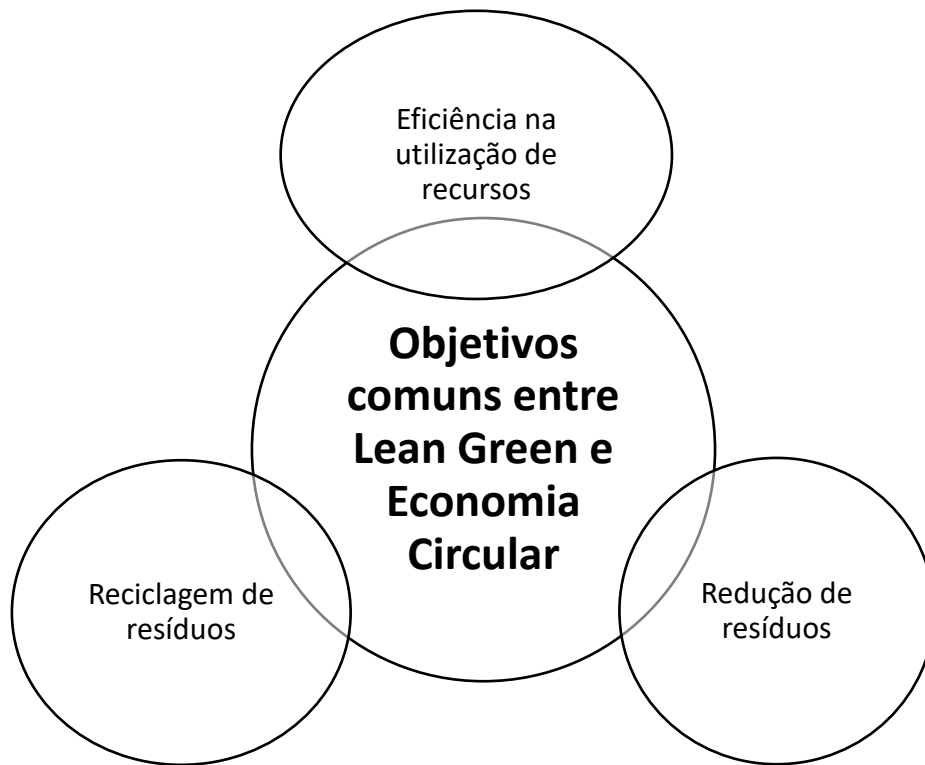 Eficiência na
utilização de
recursos
Objetivos
comuns entre
Lean Green e
Economia
Circular
Reciclagem de
resíduos
Redução de
resíduos